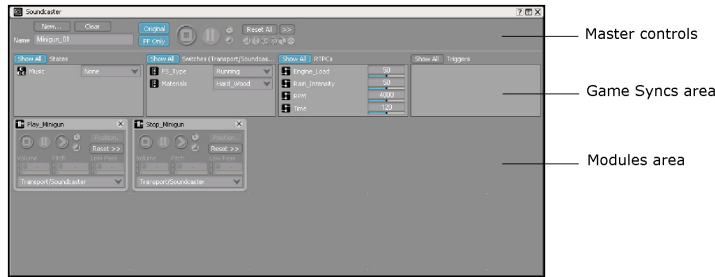 Soundcaster
New...
Clear
Original
Reset All
>>
Name
Minigun_01
PF Only
Master controls
Show All
States
Show All
Switches (Transport/Soundcas...
Show All
RTPCs
Show All
Triggers
Music
None
FS_Type
Running
Engine_Load
50
Materials
Hard_Wood
Rain_Intensity
50
RPM
4000
Time
120
Game Syncs area
Play_Minigun
Stop_Minigun
Position...
Reset >>
Position...
Reset >>
Volume
Pitch
Low Pass
Volume
Pitch
Low Pass
Transport/Soundcaster
Transport/Soundcaster
Modules area